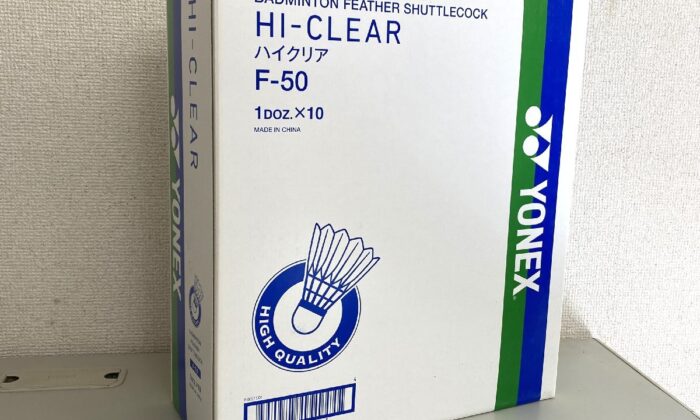 BADMINTON FEATHER SHUTTLECOCK
HI-CLEAR
ハイクリア
F-50
1DOZ.×10
MADE IN CHINA
HIGH QUALITY
YONEX
HI-CLEAR
YONEX